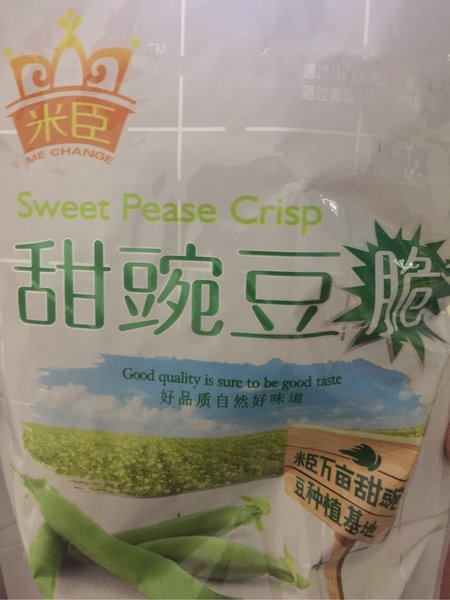 米臣
TM
ME CHANGE
Sweet Pease Crisp
甜豌豆脆
Good quality is sure to be good taste
好品质自然好味道
米臣万亩甜豌
豆种植基地